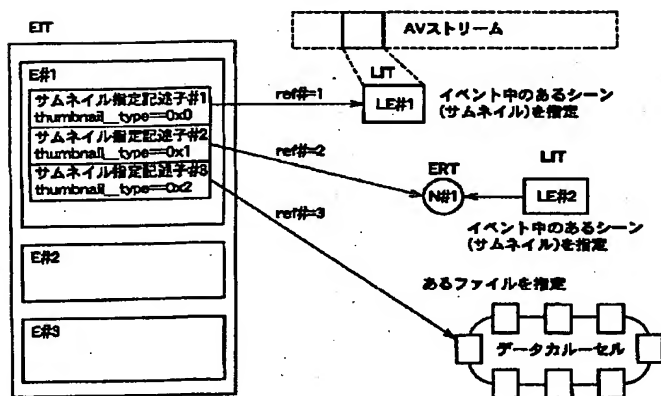 EIT
E#1
サムネイル指定記述子#1
thumbnail_type==0x0
サムネイル指定記述子#2
thumbnail_type==0x1
サムネイル指定記述子#3
thumbnail_type==0x2
E#2
E#3
AVストリーム
LIT
ref#=1
LE#1
イベント中のあるシーン
(サムネイル)を指定
ref#=2
ERT
LIT
N#1
LE#2
イベント中のあるシーン
(サムネイル)を指定
ref#=3
あるファイルを指定
データカルーセル